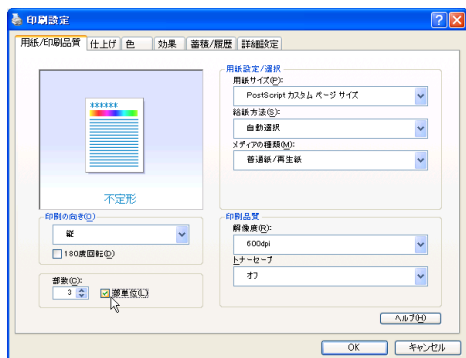 印刷設定
用紙/印刷品質 仕上げ 色 効果 蓄積/履歴 詳細設定
xxxxxx
不定形
印刷の向き(O)
縦
180度回転(D)
部数(C):
3 部単位(L)
用紙設定/選択
用紙サイズ(P):
PostScript カスタム ページ サイズ
給紙方法(S):
自動選択
メディアの種類(M):
普通紙/再生紙
印刷品質
解像度(R):
600dpi
トナーセーブ
オフ
ヘルプ(H)
OK キャンセル